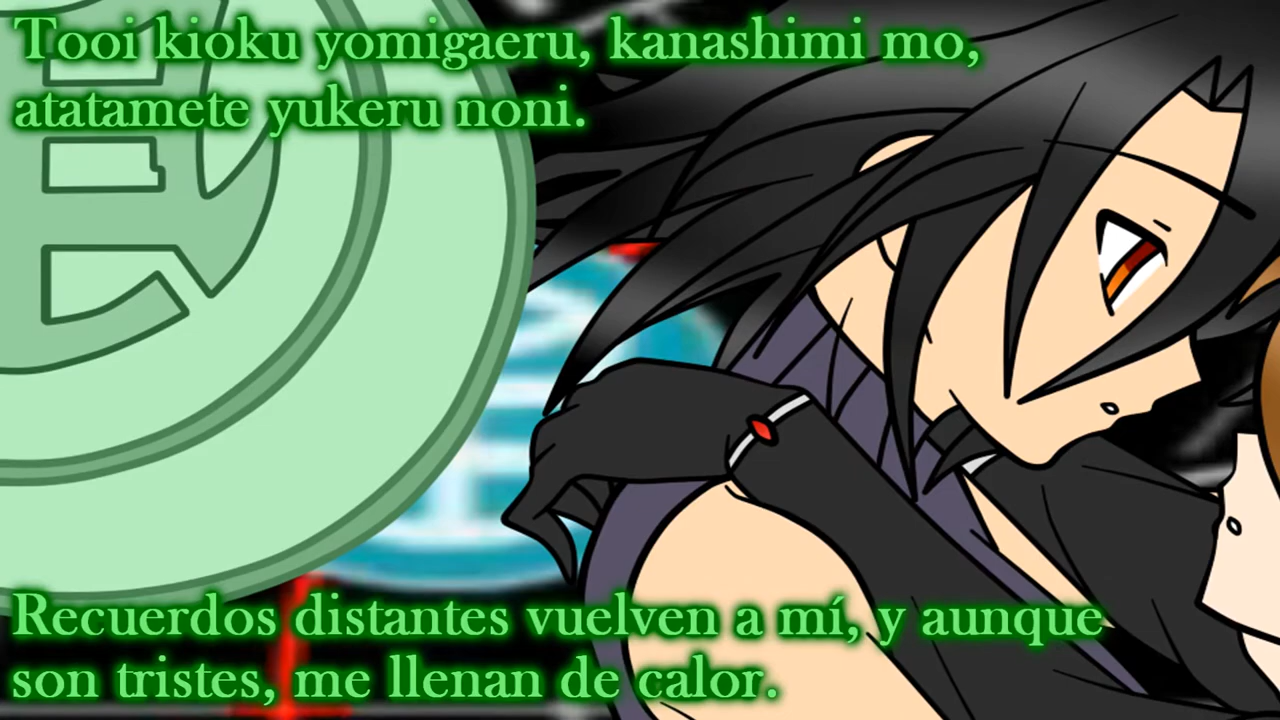 Tooi kioku yomigaeru, kanashimi mo,
atatamete yukeru noni.
Recuerdos distantes vuelven a mí, y aunque
son tristes, me llenan de calor.